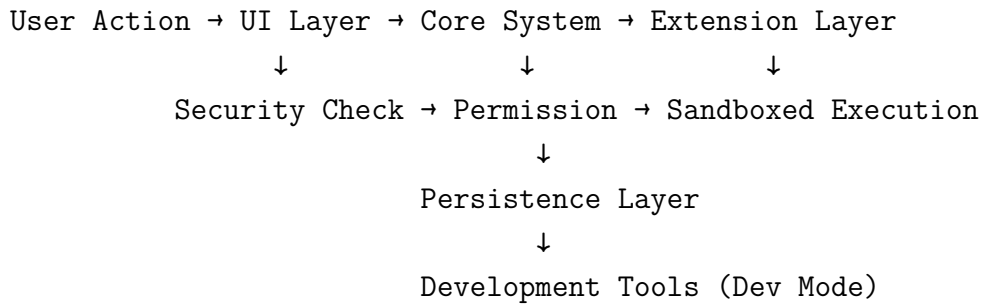 User Action → UI Layer → Core System → Extension Layer
↓ ↓ ↓
Security Check → Permission → Sandboxed Execution
↓
Persistence Layer
↓
Development Tools (Dev Mode)